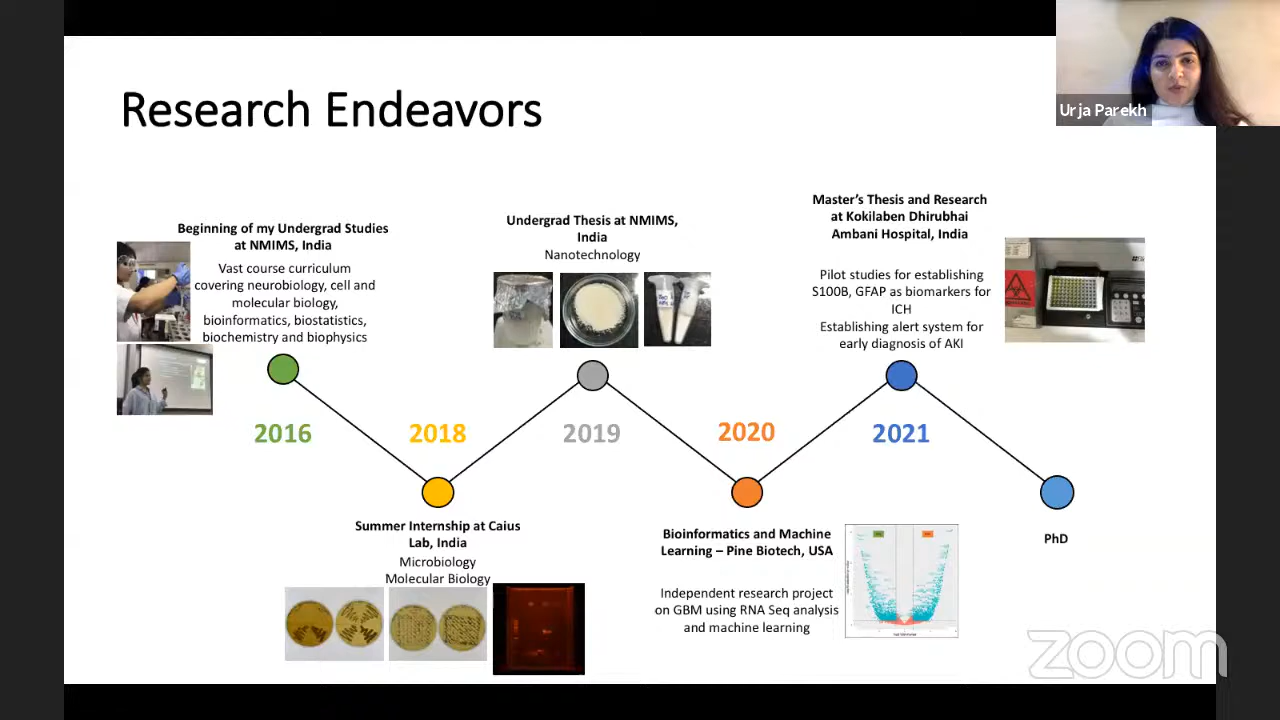 Research Endeavors
Urja Parekh
Beginning of my Undergrad Studies
at NMIMS, India
Vast course curriculum
covering neurobiology, cell and
molecular biology,
bioinformatics, biostatistics,
biochemistry and biophysics
Undergrad Thesis at NMIMS,
India
Nanotechnology
Master's Thesis and Research
at Kokilaben Dhirubhai
Ambani Hospital, India
Pilot studies for establishing
S100B, GFAP as biomarkers for
ICH
Establishing alert system for
early diagnosis of AKI
2016
2018
2019
2020
2021
Summer Internship at Caius
Lab, India
Microbiology
Molecular Biology
Bioinformatics and Machine
Learning – Pine Biotech, USA
Independent research project
on GBM using RNA Seq analysis
and machine learning
PhD
zoom